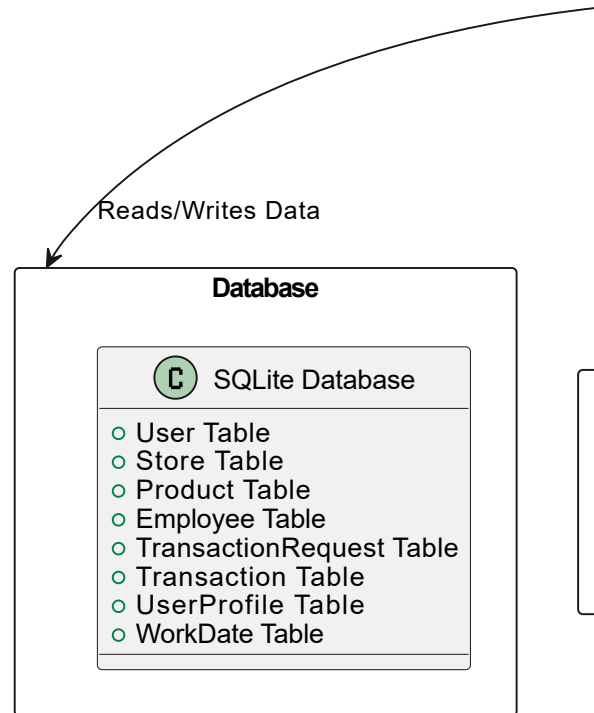 Reads/Writes Data
Database
C SQLite Database
User Table
Store Table
Product Table
Employee Table
TransactionRequest Table
Transaction Table
UserProfile Table
WorkDate Table